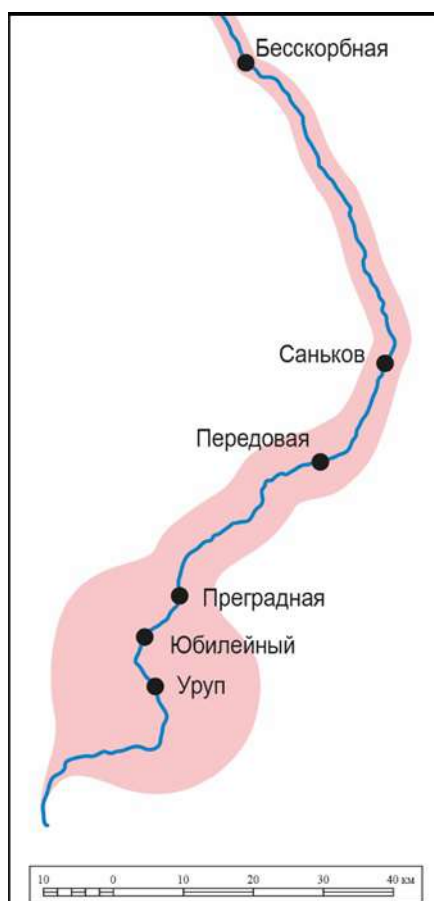 Бесскорбная
Саньков
Передовая
Преградная
Юбилейный
Уруп
10 0 10 20 30 40 км